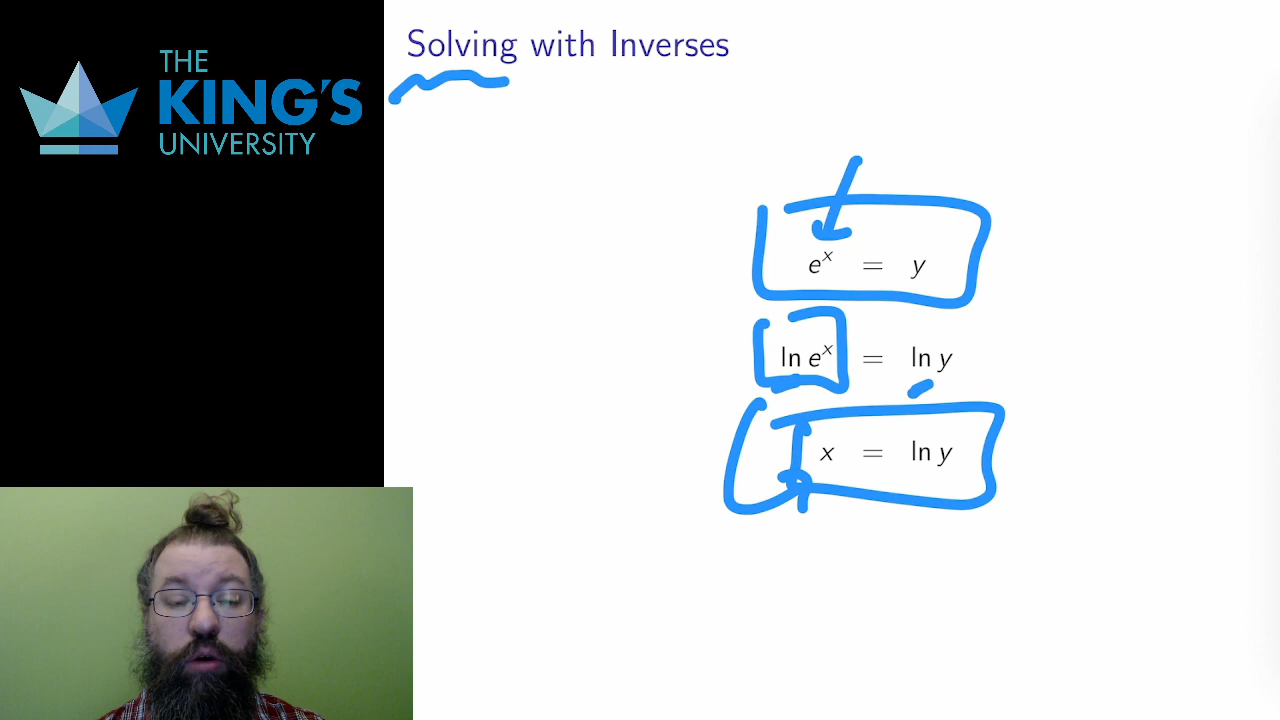 THE
KING'S
UNIVERSITY
Solving with Inverses
e^x = y
ln e^x = ln y
x = ln y